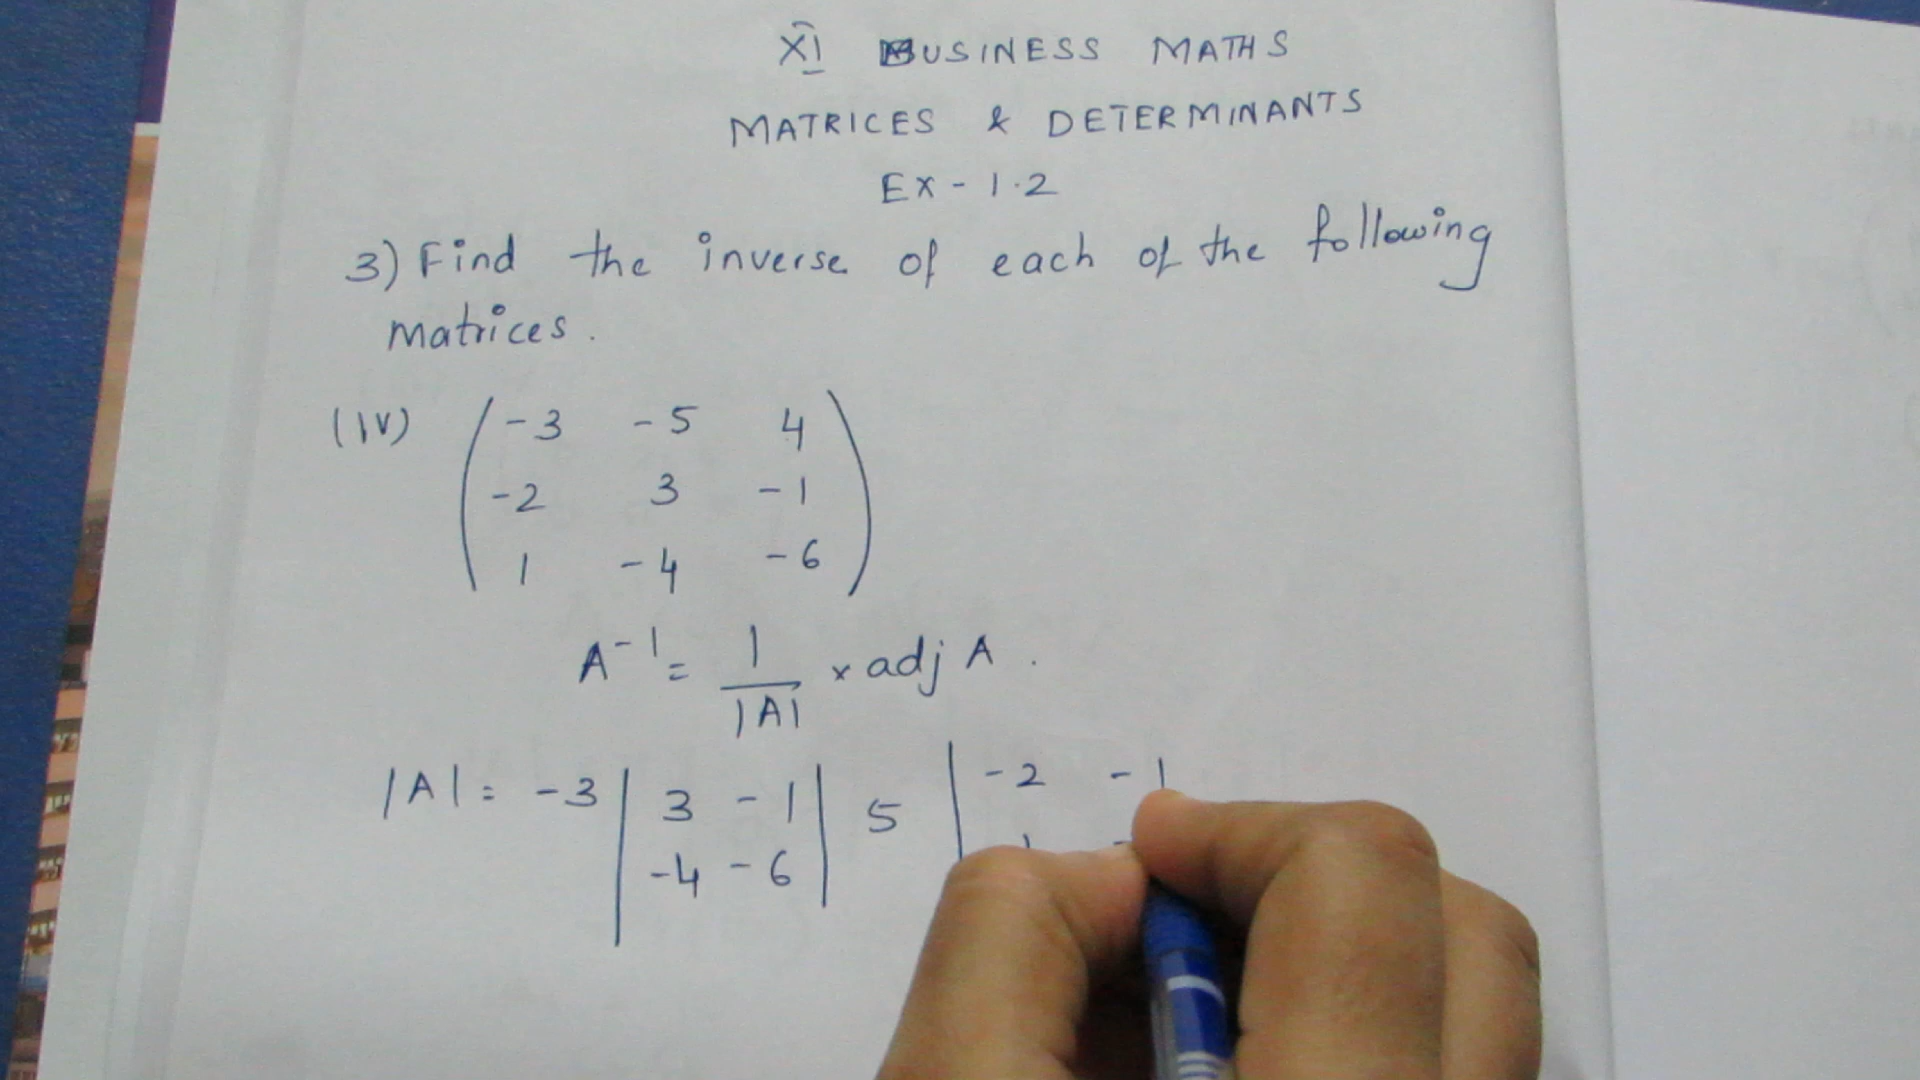 XI BUSINESS MATHS
MATRICES & DETERMINANTS
Ex - 1.2
3) Find the inverse of each of the following
Matrices.
(iv) ( -3 -5 4
-2 3 -1
1 -4 -6 )
A⁻¹ = 1/|A| × adj A.
|A| = -3 | 3 -1 | 5 | -2 -1
-4 -6 | 1